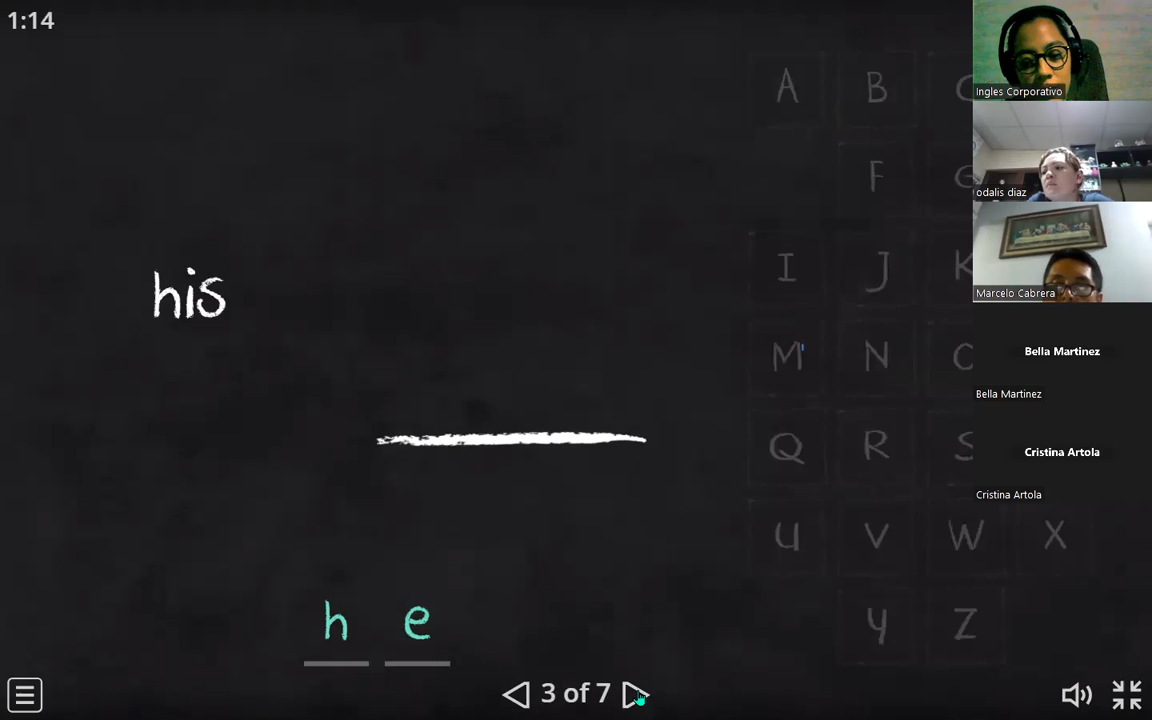 1:14
A B C
F G
his
I J K
M N O
Q R S
U V W X
Y Z
h e
3 of 7
Ingles Corporativo
odalis diaz
Marcelo Cabrera
Bella Martinez
Bella Martinez
Cristina Artola
Cristina Artola